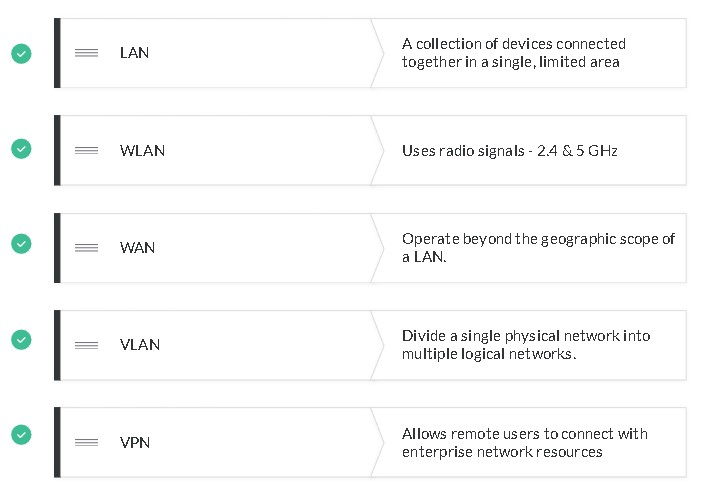 LAN
A collection of devices connected
together in a single, limited area
WLAN
Uses radio signals - 2.4 & 5 GHz
WAN
Operate beyond the geographic scope of
a LAN.
VLAN
Divide a single physical network into
multiple logical networks.
VPN
Allows remote users to connect with
enterprise network resources